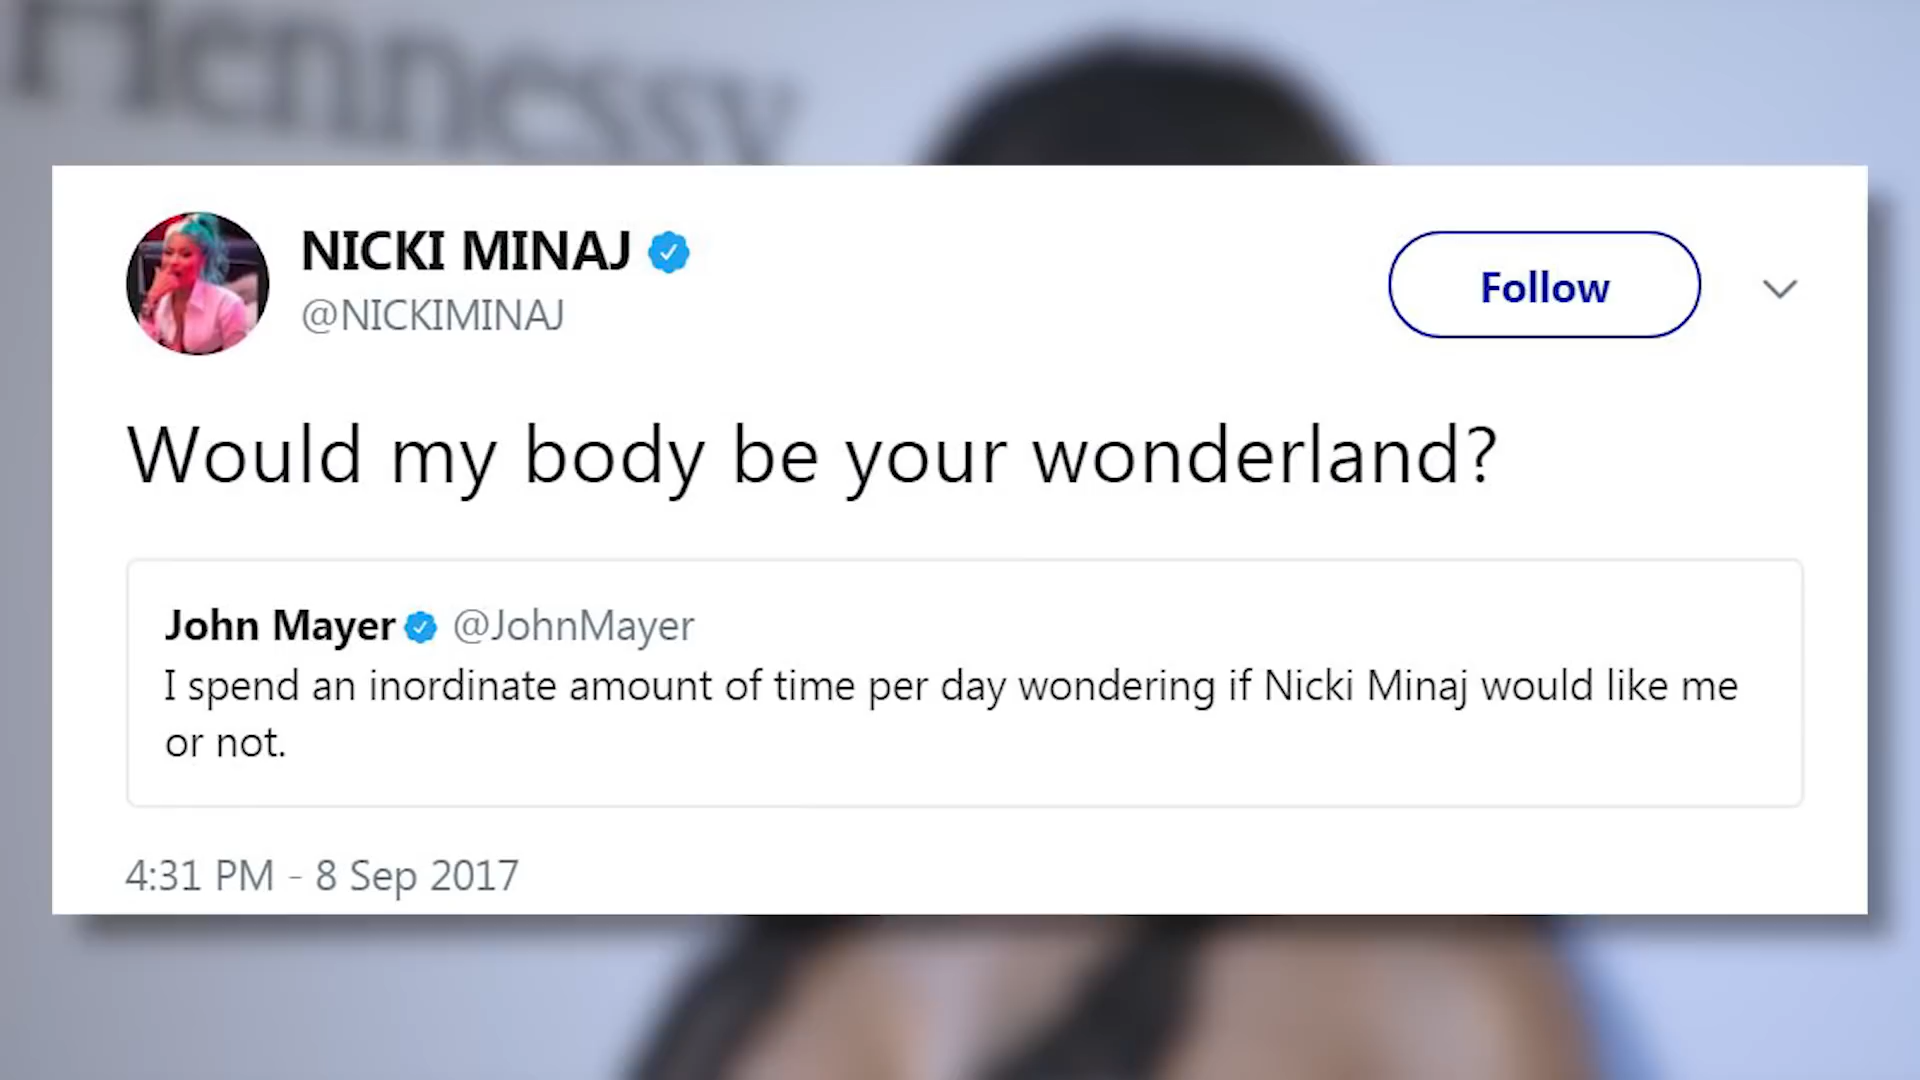 Hennessy
NICKI MINAJ
@NICKIMINAJ
Follow
Would my body be your wonderland?
John Mayer @JohnMayer
I spend an inordinate amount of time per day wondering if Nicki Minaj would like me
or not.
4:31 PM - 8 Sep 2017